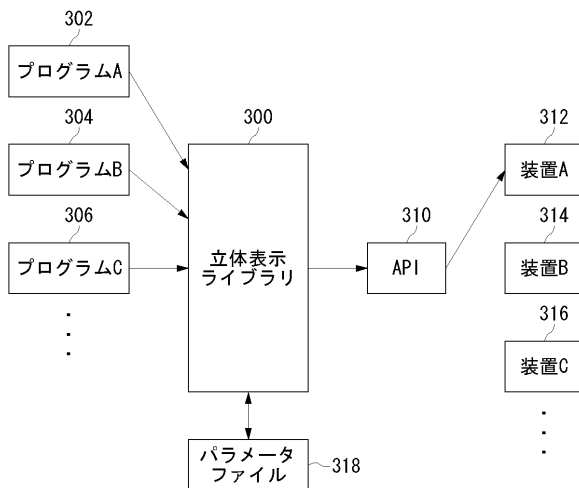 302
プログラムA
304
プログラムB
306
プログラムC
300
立体表示
ライブラリ
310
API
312
装置A
314
装置B
316
装置C
パラメータ
ファイル
318